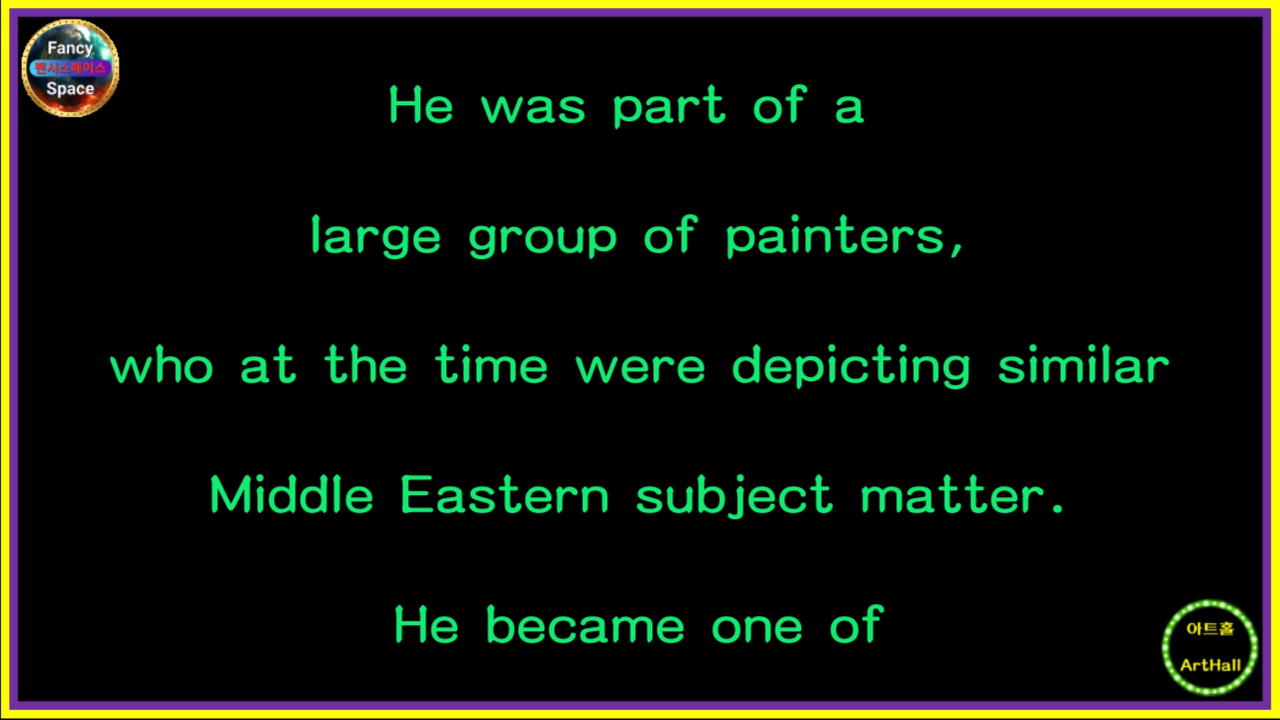 Fancy
팬시스페이스
Space
He was part of a
large group of painters,
who at the time were depicting similar
Middle Eastern subject matter.
He became one of
아트홀
ArtHall